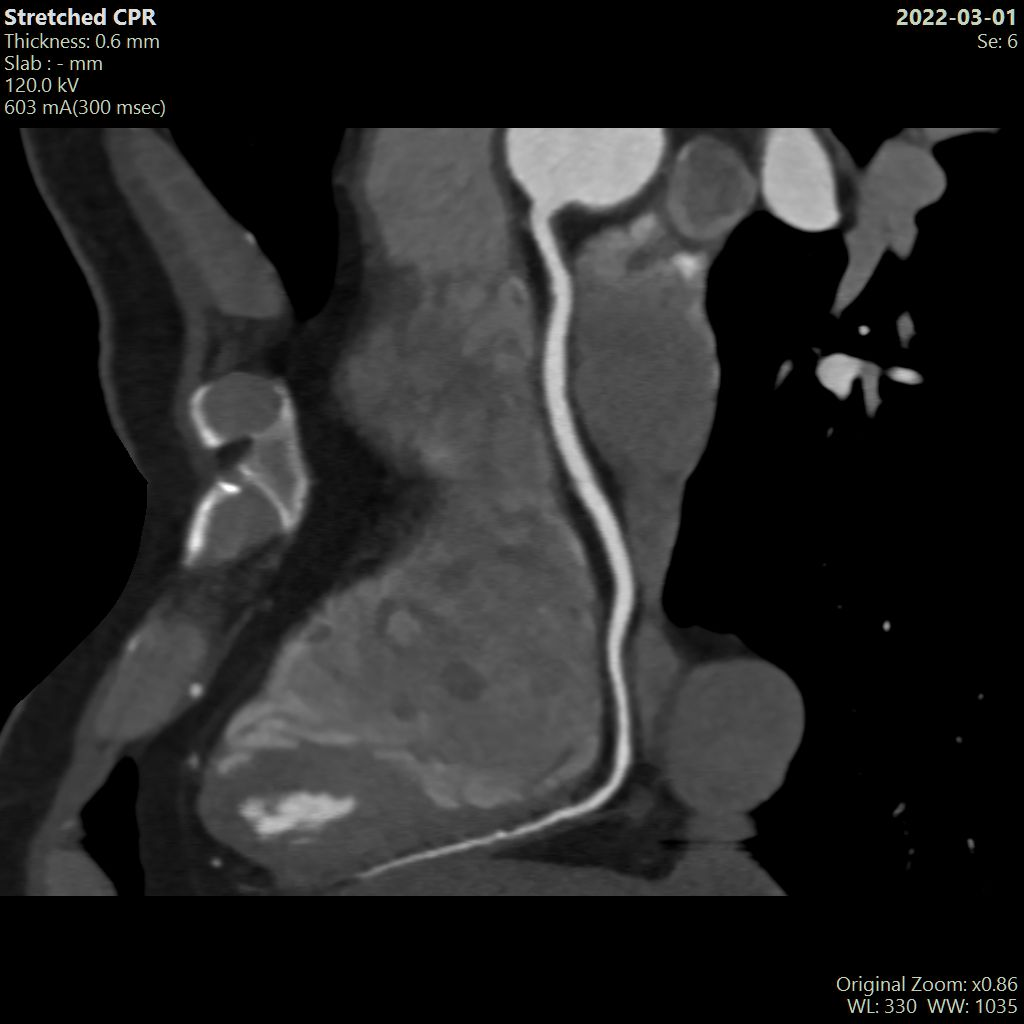 Stretched CPR
Thickness: 0.6 mm
Slab : - mm
120.0 kV
603 mA(300 msec)
2022-03-01
Se: 6
Original Zoom: x0.86
WL: 330 WW: 1035